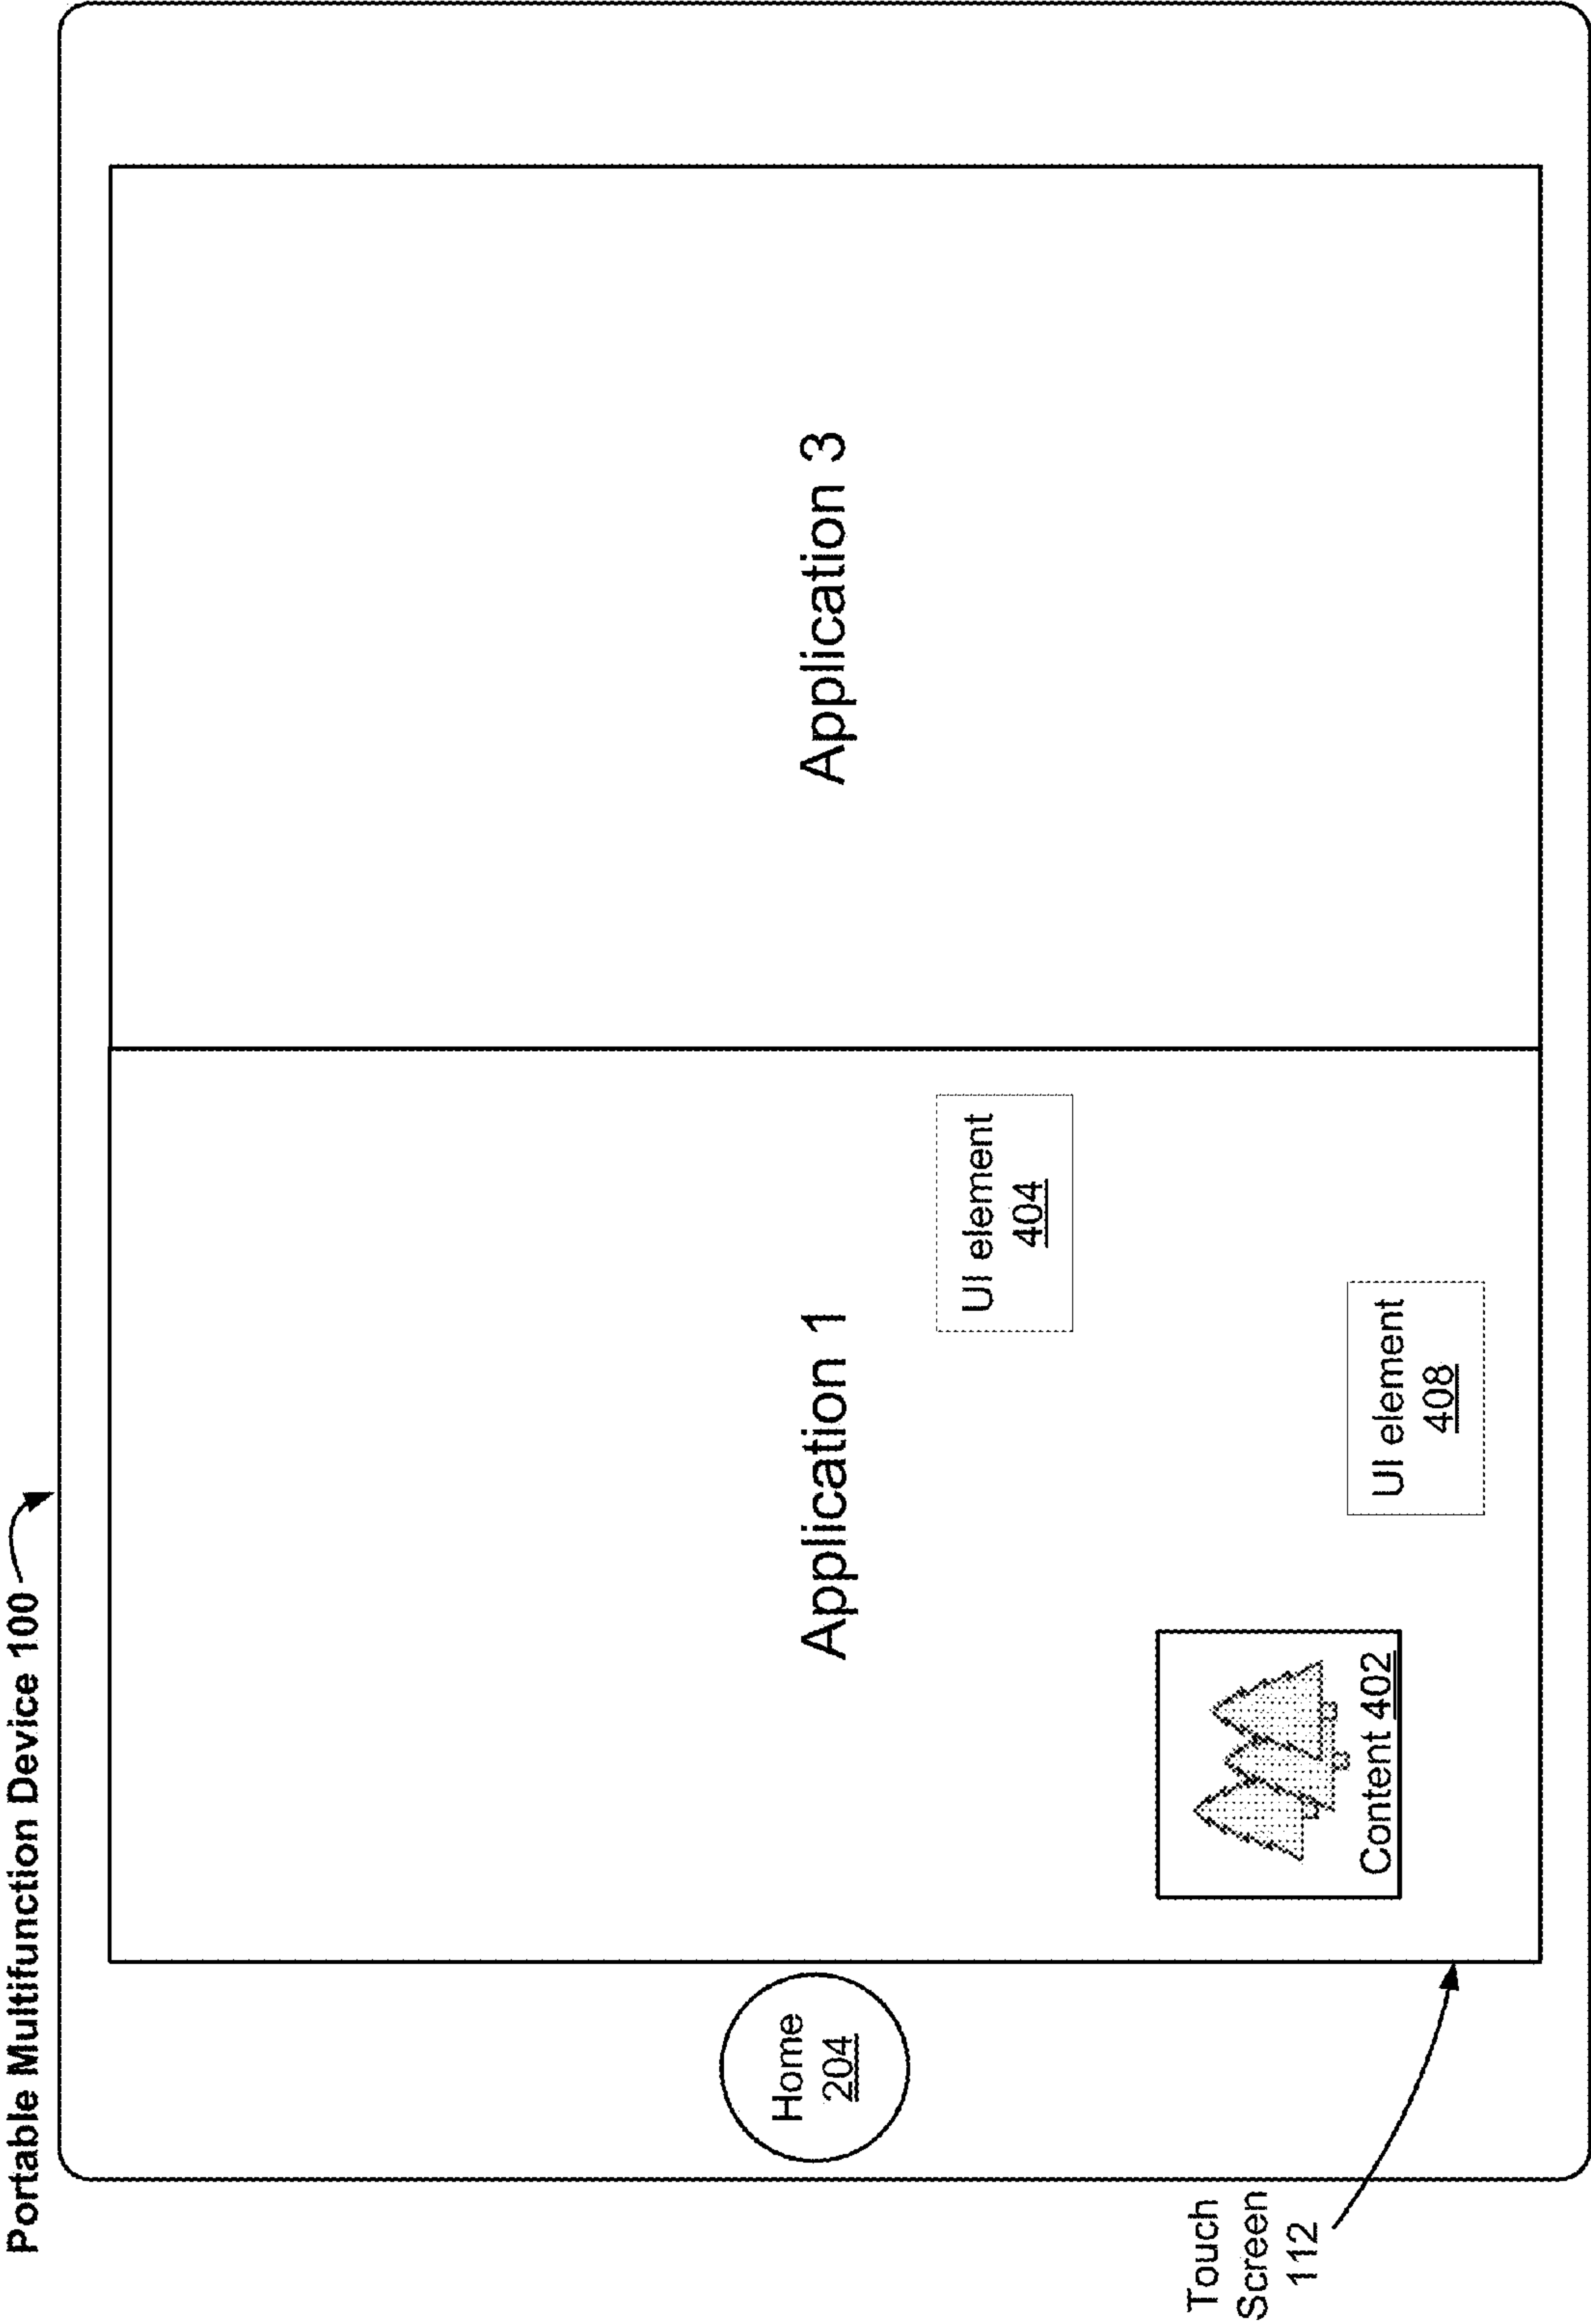 Portable Multifunction Device 100
Application 1
Application 3
UI element
404
Home
204
Content 402
UI element
408
Touch
Screen
112